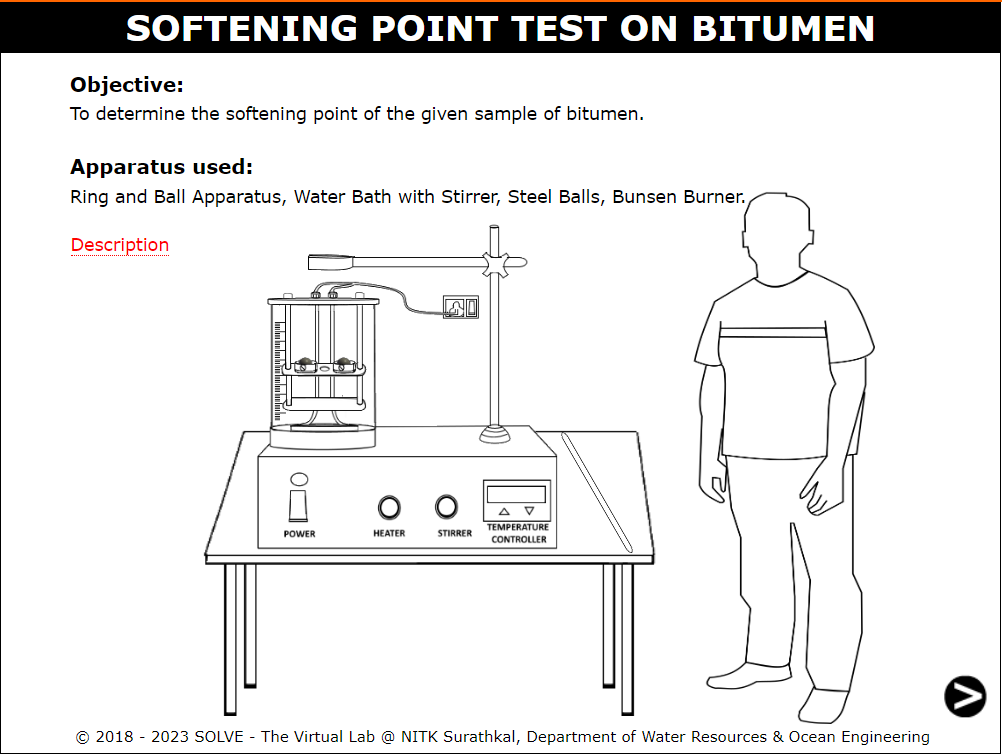 SOFTENING POINT TEST ON BITUMEN
Objective:
To determine the softening point of the given sample of bitumen.
Apparatus used:
Ring and Ball Apparatus, Water Bath with Stirrer, Steel Balls, Bunsen Burner.
Description
POWER
HEATER
STIRRER
TEMPERATURE
CONTROLLER
© 2018 - 2023 SOLVE - The Virtual Lab @ NITK Surathkal, Department of Water Resources & Ocean Engineering